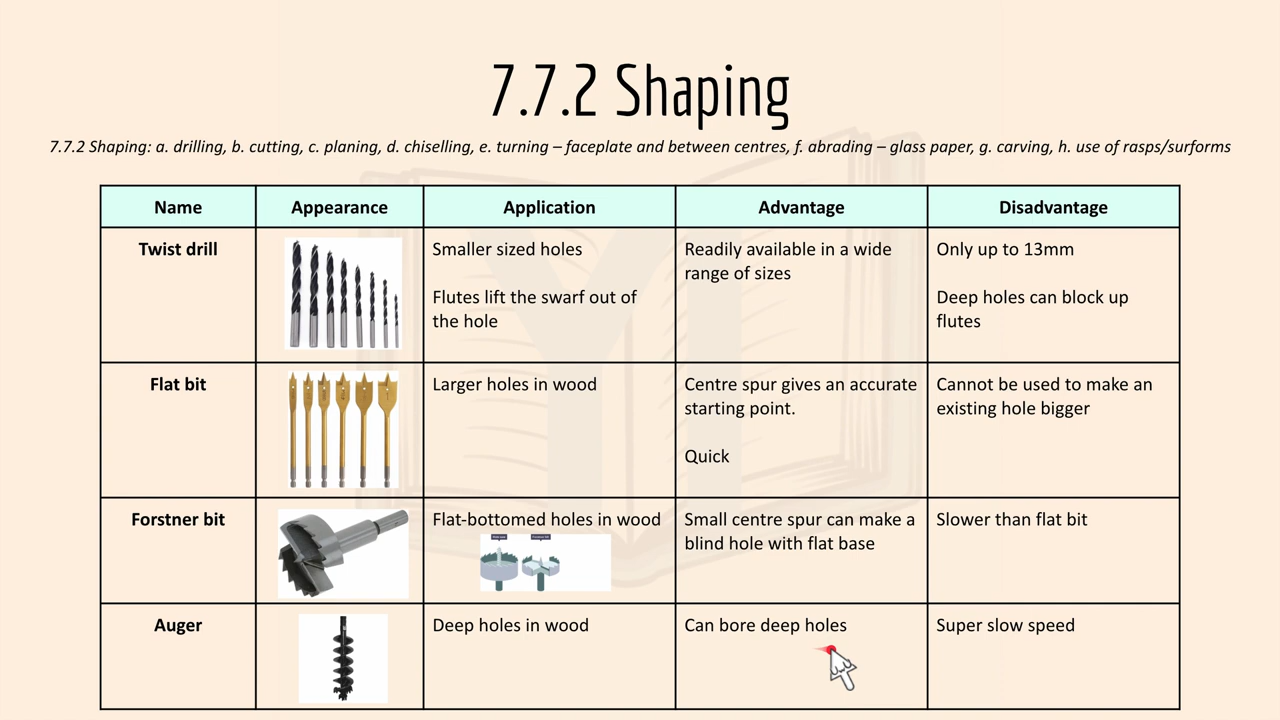 7.7.2 Shaping
7.7.2 Shaping: a. drilling, b. cutting, c. planing, d. chiselling, e. turning – faceplate and between centres, f. abrading – glass paper, g. carving, h. use of rasps/surforms
Name
Appearance
Application
Advantage
Disadvantage
Twist drill
Smaller sized holes
Flutes lift the swarf out of
the hole
Readily available in a wide
range of sizes
Only up to 13mm
Deep holes can block up
flutes
Flat bit
Larger holes in wood
Centre spur gives an accurate
starting point.
Quick
Cannot be used to make an
existing hole bigger
Forstner bit
Flat-bottomed holes in wood
Small centre spur can make a
blind hole with flat base
Slower than flat bit
Auger
Deep holes in wood
Can bore deep holes
Super slow speed